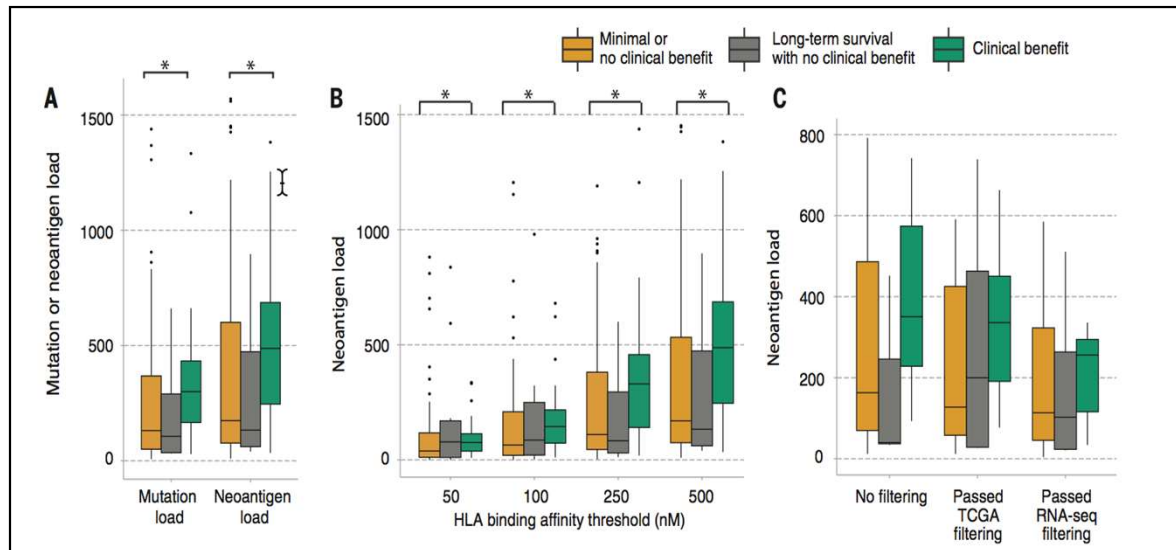 Minimal or
no clinical benefit
Long-term survival
with no clinical benefit
Clinical benefit
A
*
*
Mutation or neoantigen load
1500
1000
500
0
Mutation
load
Neoantigen
load
B
*
*
*
*
Neoantigen load
1500
1000
500
0
50
100
250
500
HLA binding affinity threshold (nM)
C
Neoantigen load
800
600
400
200
0
No filtering
Passed
TCGA
filtering
Passed
RNA-seq
filtering